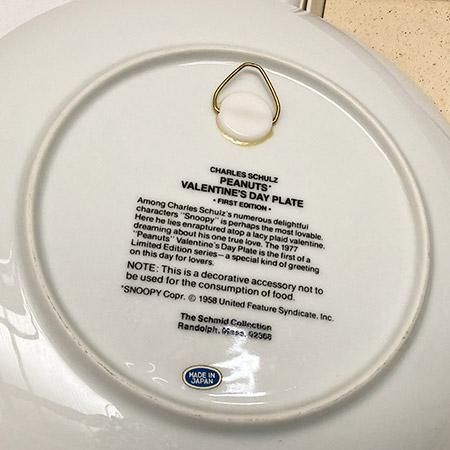 CHARLES SCHULZ
PEANUTS*
VALENTINE'S DAY PLATE
• FIRST EDITION •
Among Charles Schulz's numerous delightful
characters "Snoopy" is perhaps the most lovable.
Here he lies enraptured atop a lacy plaid valentine,
dreaming about his one true love. The 1977
"Peanuts" Valentine's Day Plate is the first of a
Limited Edition series—a special kind of greeting
on this day for lovers.
NOTE: This is a decorative accessory not to
be used for the consumption of food.
*SNOOPY Copr. © 1958 United Feature Syndicate, Inc.
The Schmid Collection
Randolph, Mass. 02368
MADE IN
JAPAN